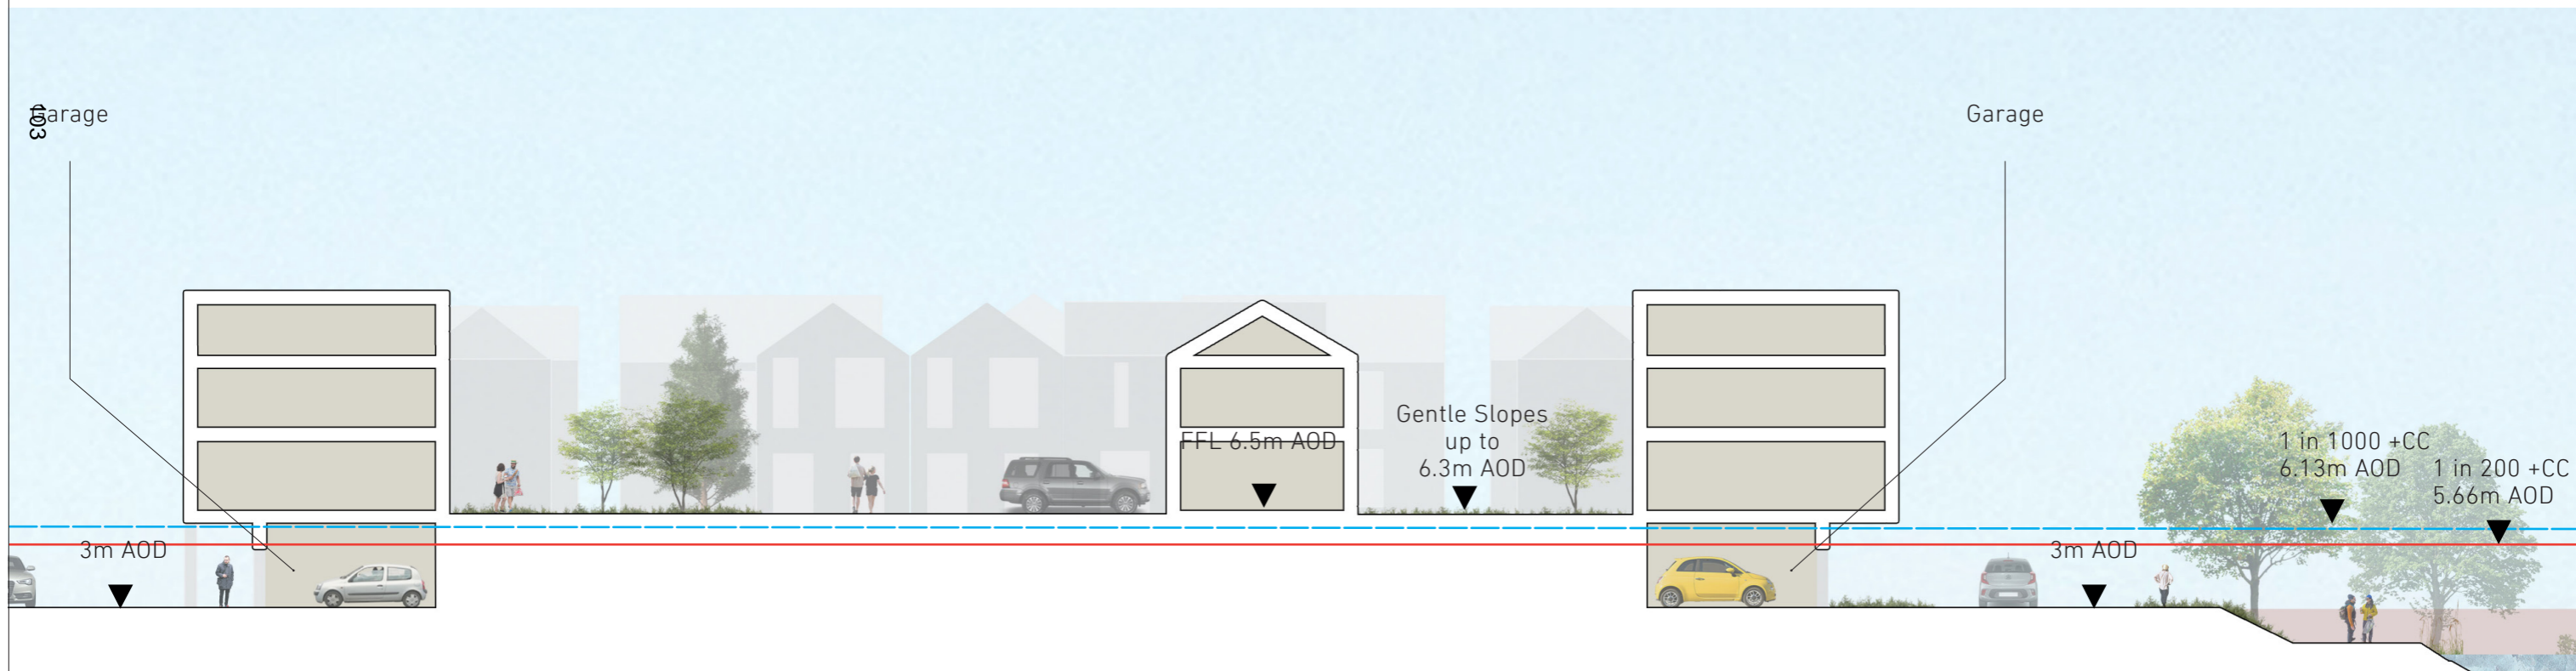 103
Garage
Garage
Gentle Slopes
up to
6.3m AOD
FFL 6.5m AOD
1 in 1000 +CC
6.13m AOD
1 in 200 +CC
5.66m AOD
3m AOD
3m AOD